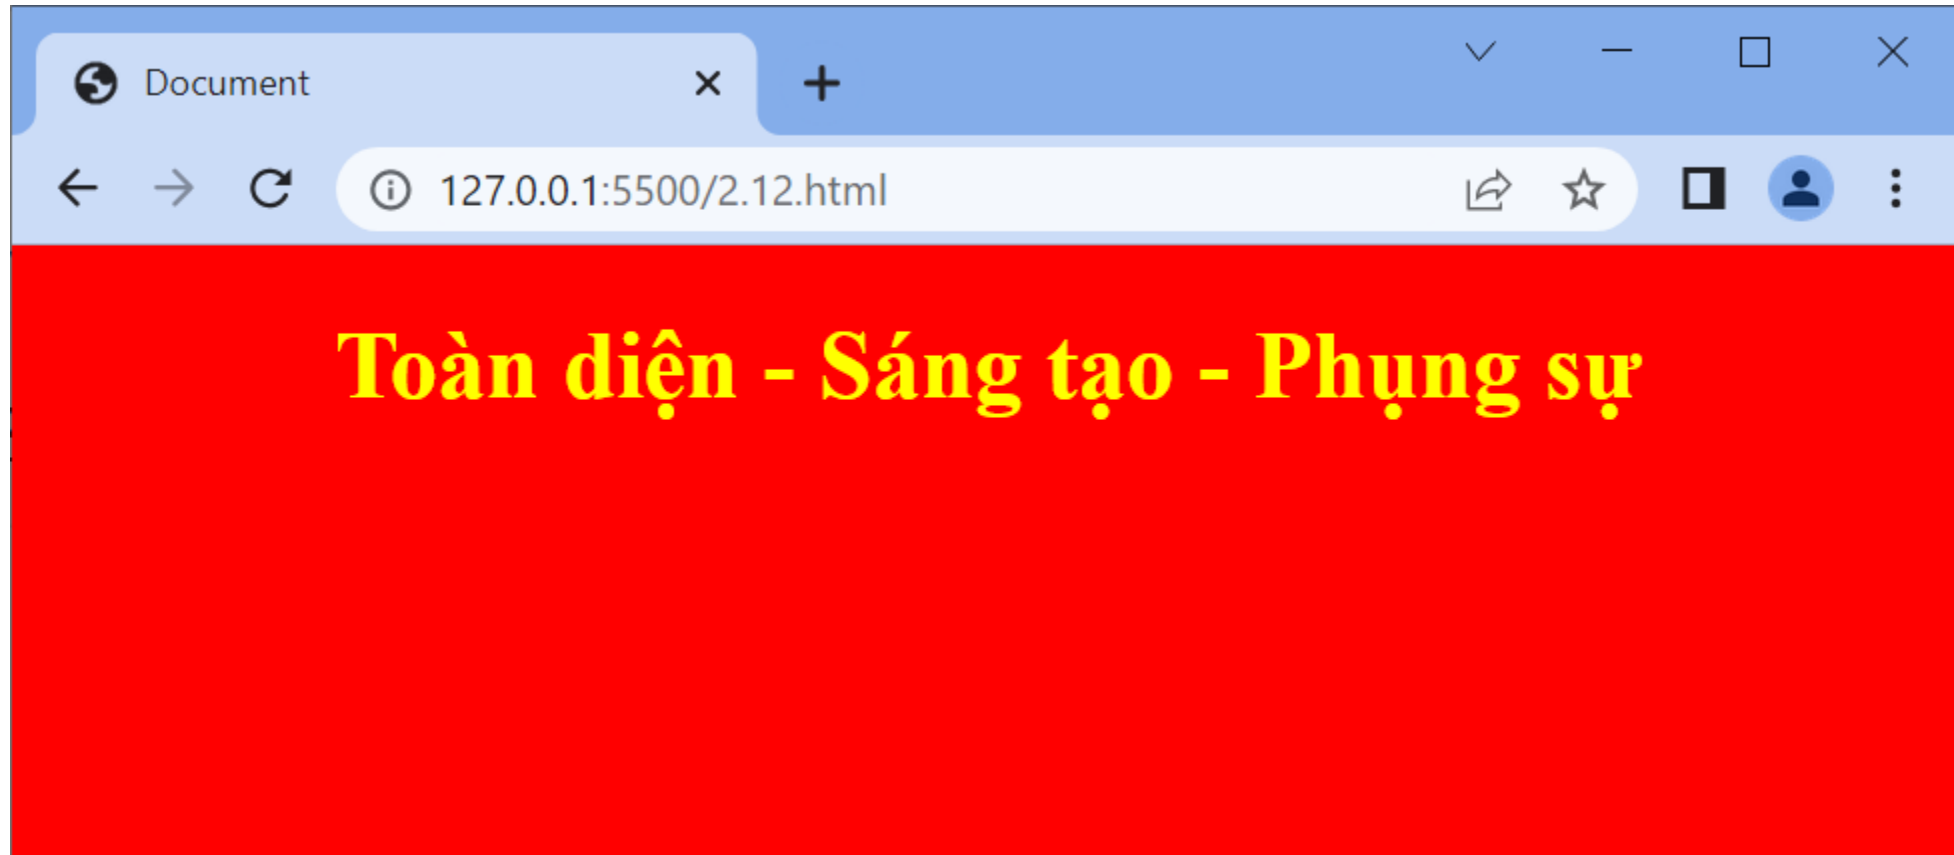 Document
127.0.0.1:5500/2.12.html
Toàn diện - Sáng tạo - Phụng sự